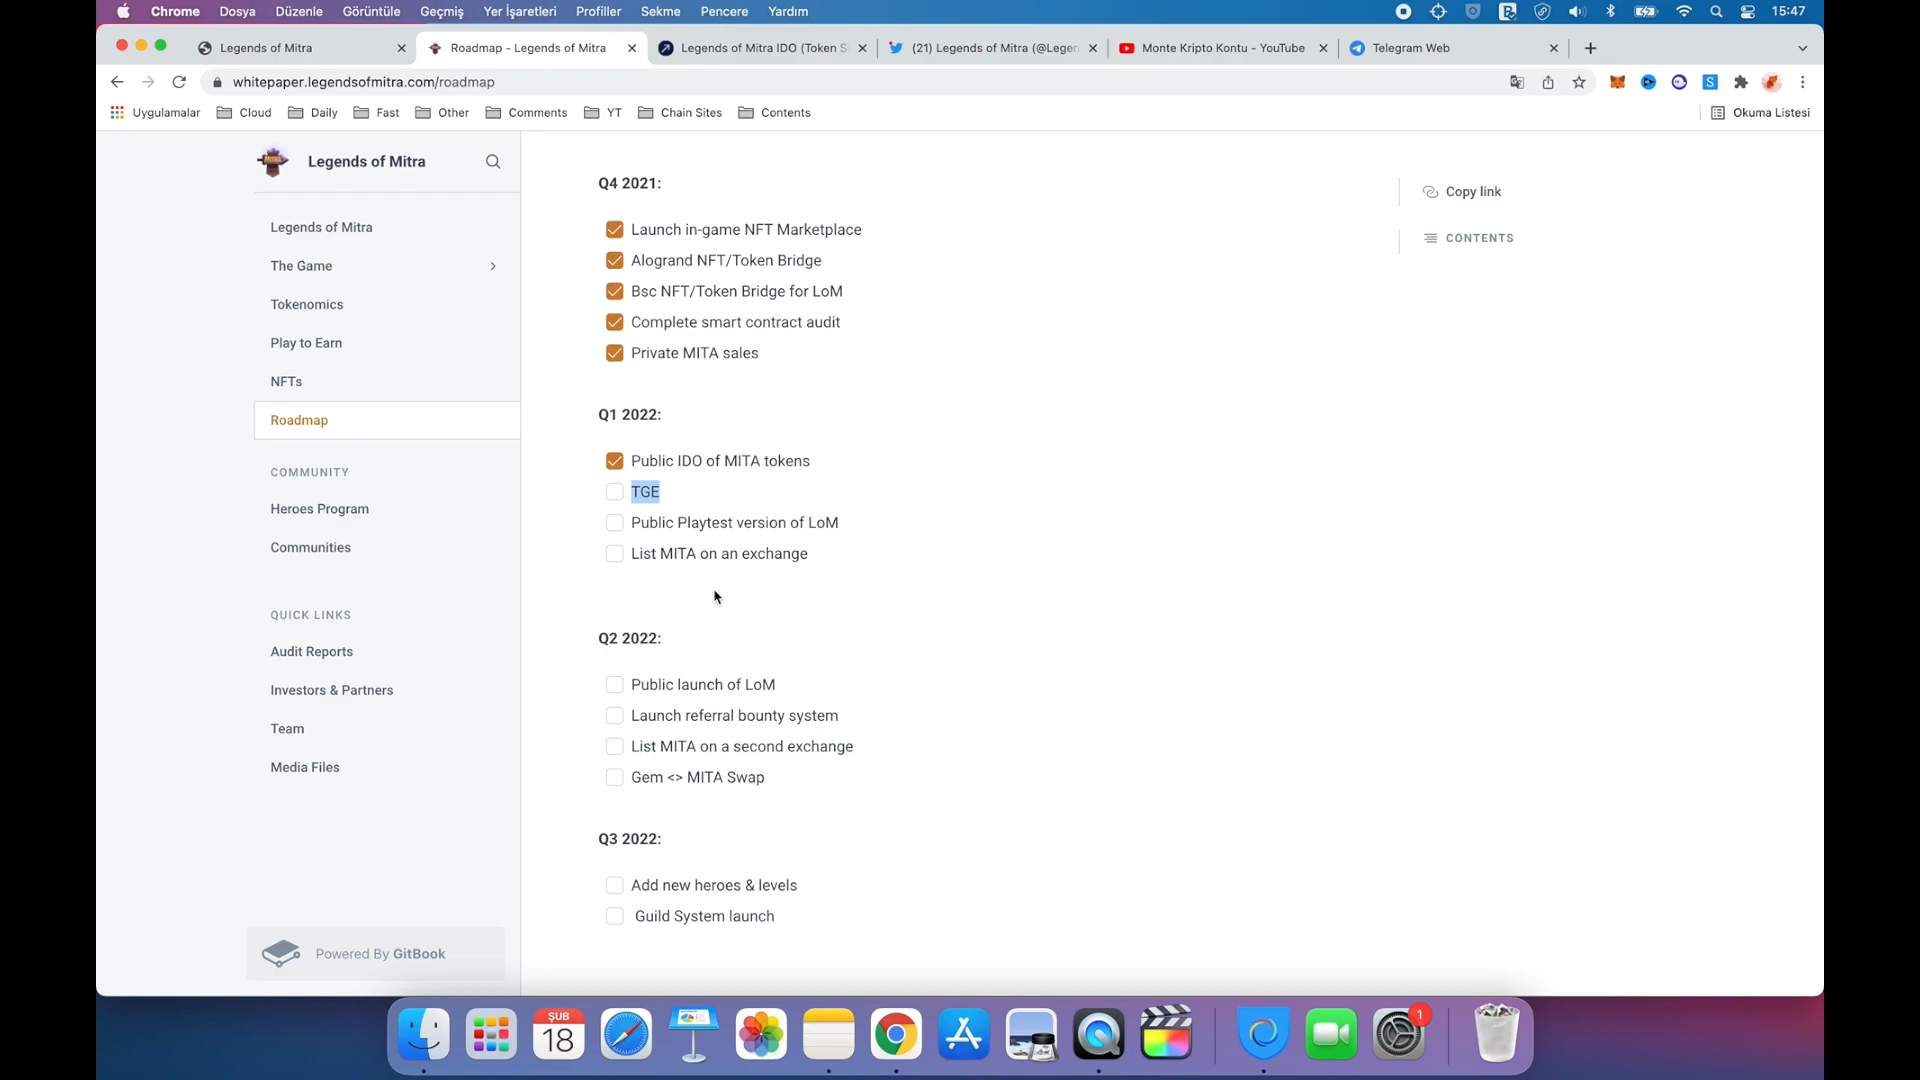 Chrome Dosya Düzenle Görüntüle Geçmiş Yer İşaretleri Profiller Sekme Pencere Yardım 15:47
Legends of Mitra
Roadmap - Legends of Mitra
Legends of Mitra IDO (Token S
(21) Legends of Mitra (@Legen
Monte Kripto Kontu - YouTube
Telegram Web
whitepaper.legendsofmitra.com/roadmap
Uygulamalar Cloud Daily Fast Other Comments YT Chain Sites Contents Okuma Listesi
Legends of Mitra
Legends of Mitra
The Game
Tokenomics
Play to Earn
NFTs
Roadmap
COMMUNITY
Heroes Program
Communities
QUICK LINKS
Audit Reports
Investors & Partners
Team
Media Files
Powered By GitBook
Q4 2021:
Launch in-game NFT Marketplace
Alogrand NFT/Token Bridge
Bsc NFT/Token Bridge for LoM
Complete smart contract audit
Private MITA sales
Q1 2022:
Public IDO of MITA tokens
TGE
Public Playtest version of LoM
List MITA on an exchange
Q2 2022:
Public launch of LoM
Launch referral bounty system
List MITA on a second exchange
Gem <> MITA Swap
Q3 2022:
Add new heroes & levels
Guild System launch
Copy link
CONTENTS
ŞUB
18
1